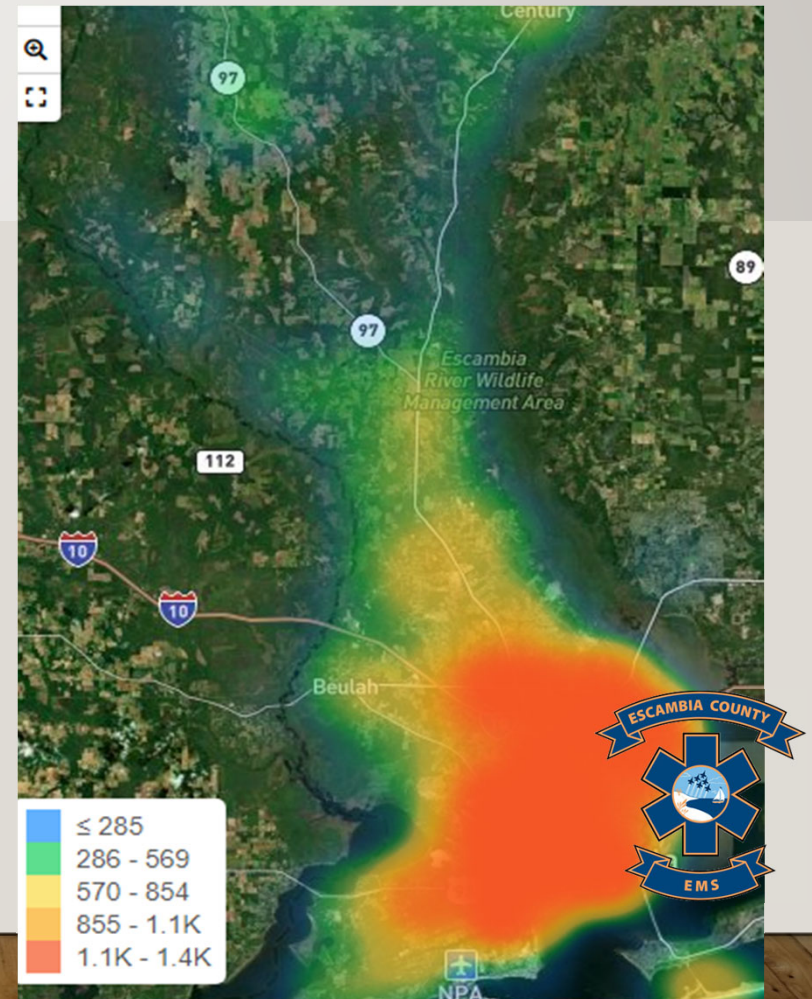 Century
97
89
97
Escambia
River Wildlife
Management Area
112
10
10
Beulah
ESCAMBIA COUNTY
EMS
≤ 285
286 - 569
570 - 854
855 - 1.1K
1.1K - 1.4K
NPA